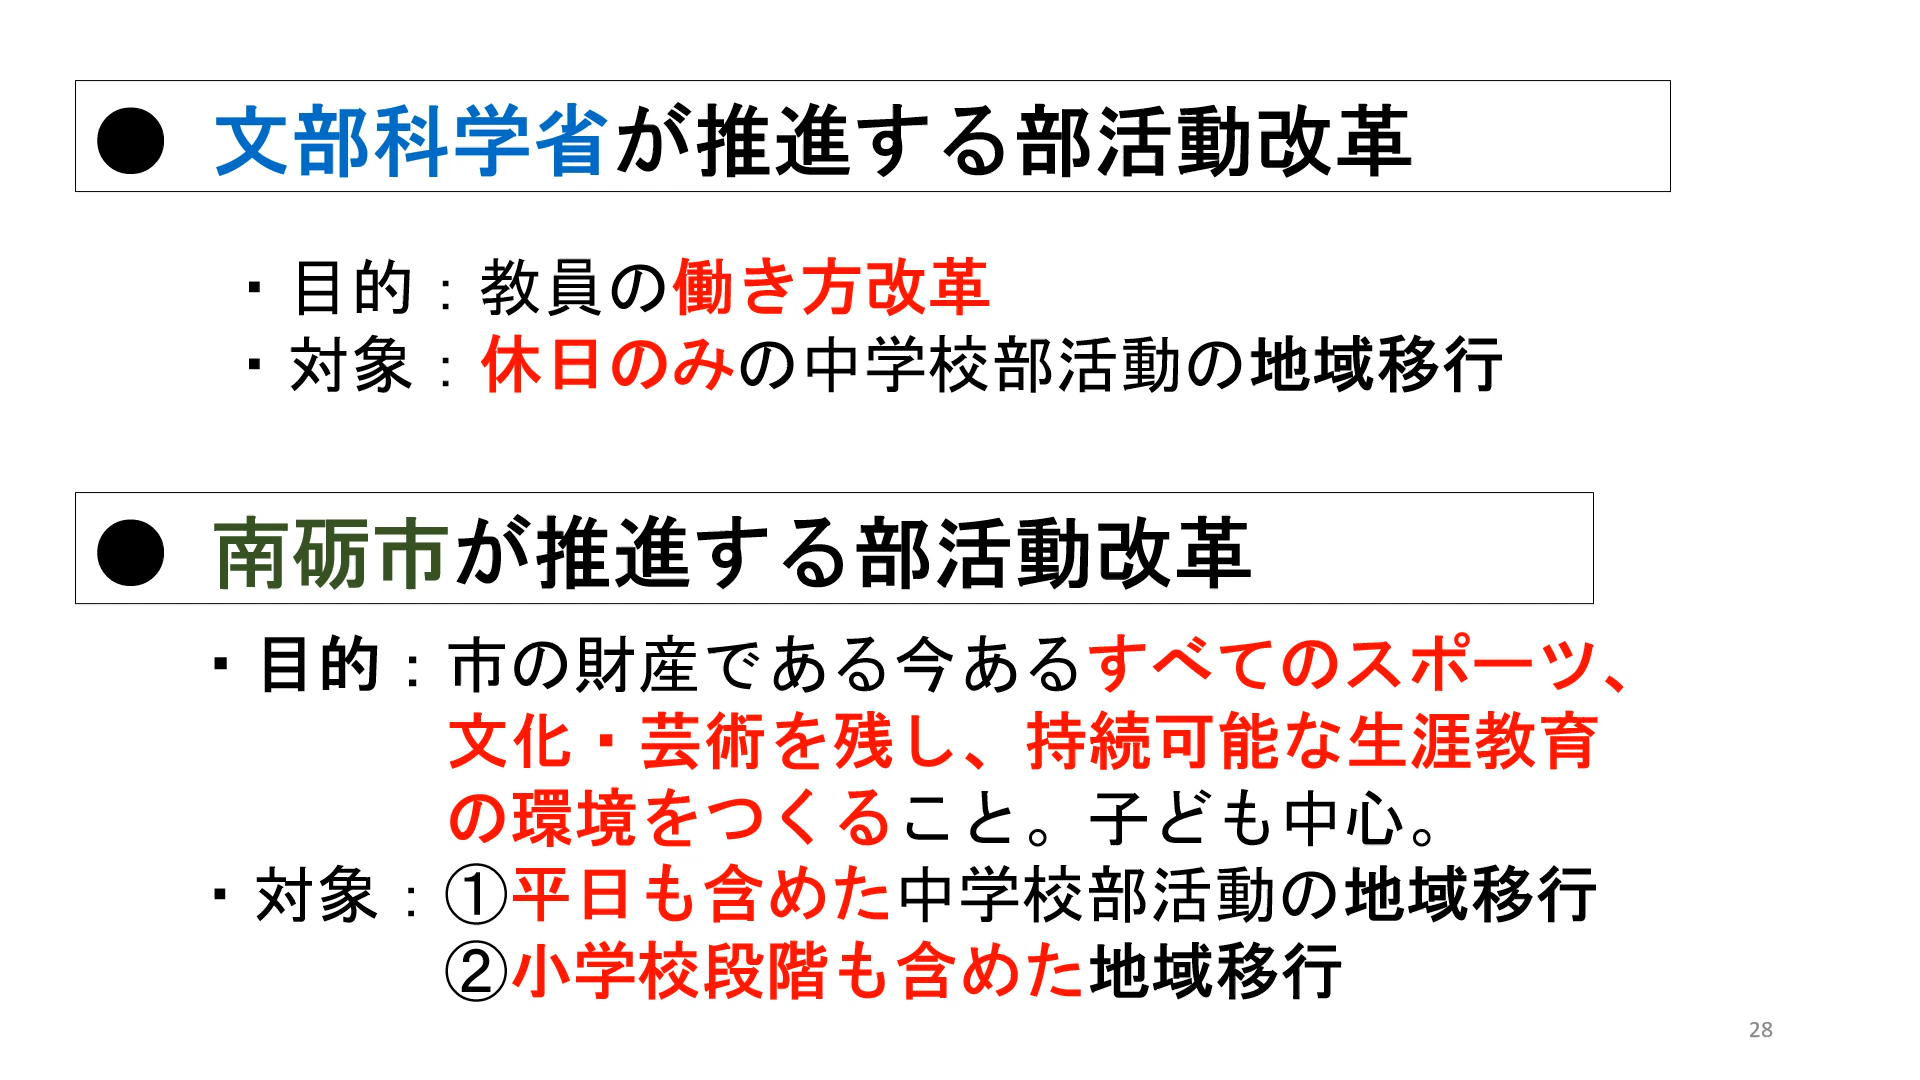 ● 文部科学省が推進する部活動改革
・目的：教員の働き方改革
・対象：休日のみの中学校部活動の地域移行
● 南砺市が推進する部活動改革
・目的：市の財産である今あるすべてのスポーツ、
文化・芸術を残し、持続可能な生涯教育
の環境をつくること。子ども中心。
・対象：①平日も含めた中学校部活動の地域移行
②小学校段階も含めた地域移行
28